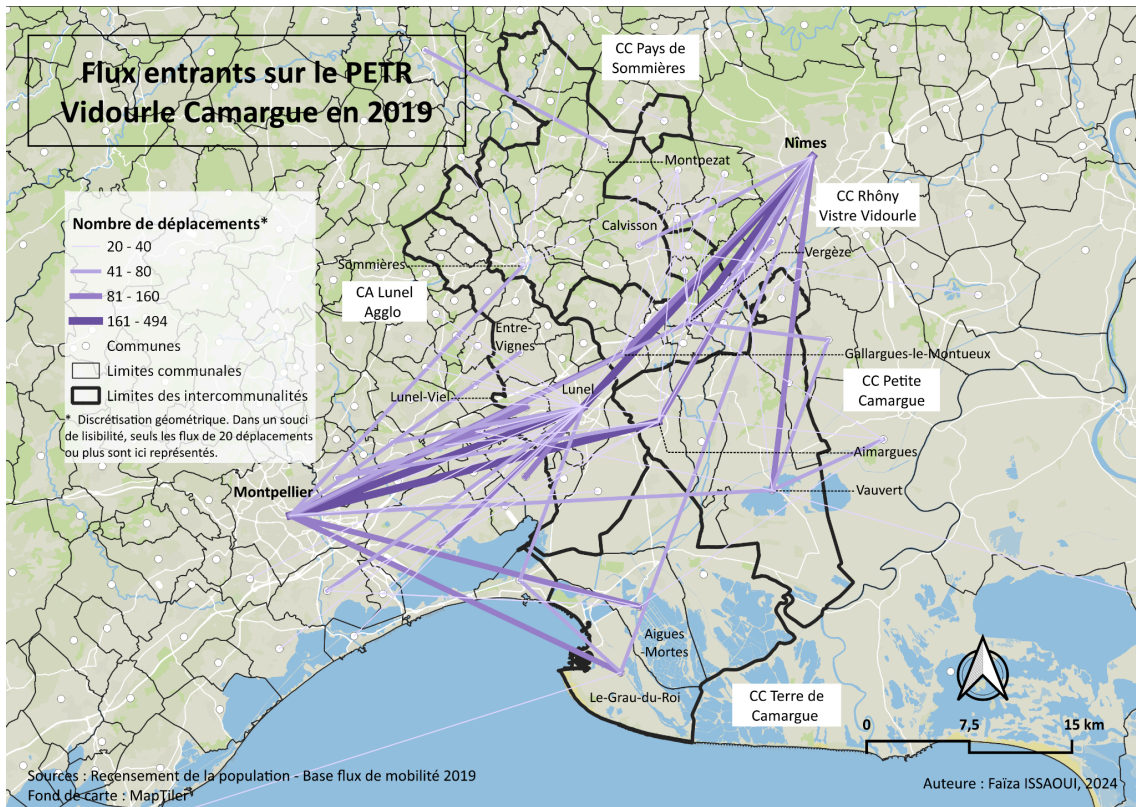 Flux entrants sur le PETR
Vidourle Camargue en 2019
CC Pays de
Sommières
Montpezat
Nîmes
CC Rhôny
Vistre Vidourle
Calvisson
Vergèze
Sommières
CA Lunel
Agglo
Entre-
Vignes
Gallargues-le-Montueux
Lunel
CC Petite
Camargue
Lunel-Viel
Aimargues
Montpellier
Vauvert
Aigues
-Mortes
Le-Grau-du-Roi
CC Terre de
Camargue
Nombre de déplacements*
20 - 40
41 - 80
81 - 160
161 - 494
Communes
Limites communales
Limites des intercommunalités
* Discrétisation géométrique. Dans un souci
de lisibilité, seuls les flux de 20 déplacements
ou plus sont ici représentés.
0 7,5 15 km
Sources : Recensement de la population - Base flux de mobilité 2019
Fond de carte : MapTiler
Auteure : Faïza ISSAOUI, 2024